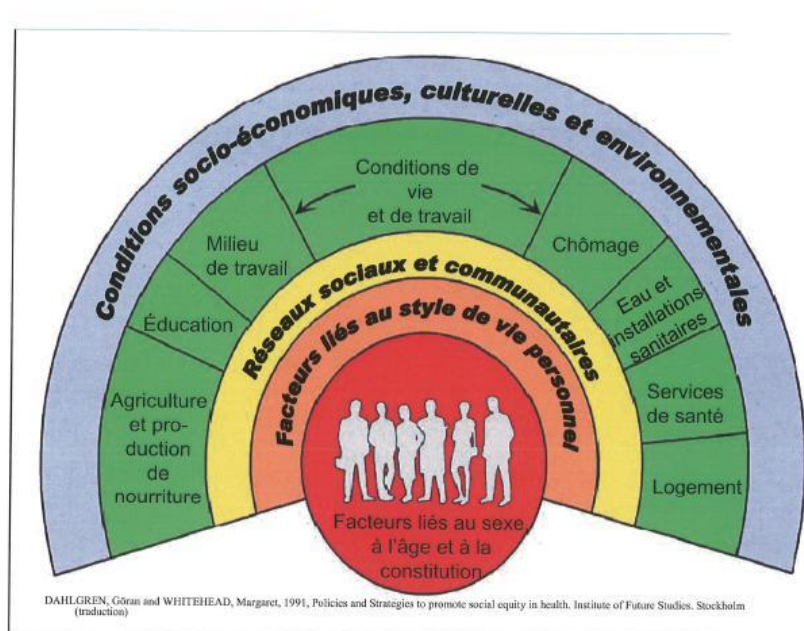 Conditions socio-économiques, culturelles et environnementales
Conditions de
vie
et de travail
Milieu
de travail
Éducation
Agriculture
et pro-
duction
de
nourriture
Chômage
Eau et
installations
sanitaires
Services
de santé
Logement
Réseaux sociaux et communautaires
Facteurs liés au style de vie personnel
Facteurs liés au sexe,
à l'âge et à la
constitution
DAHLGREN, Göran and WHITEHEAD, Margaret, 1991, Policies and Strategies to promote social equity in health. Institute of Future Studies. Stockholm
(traduction)